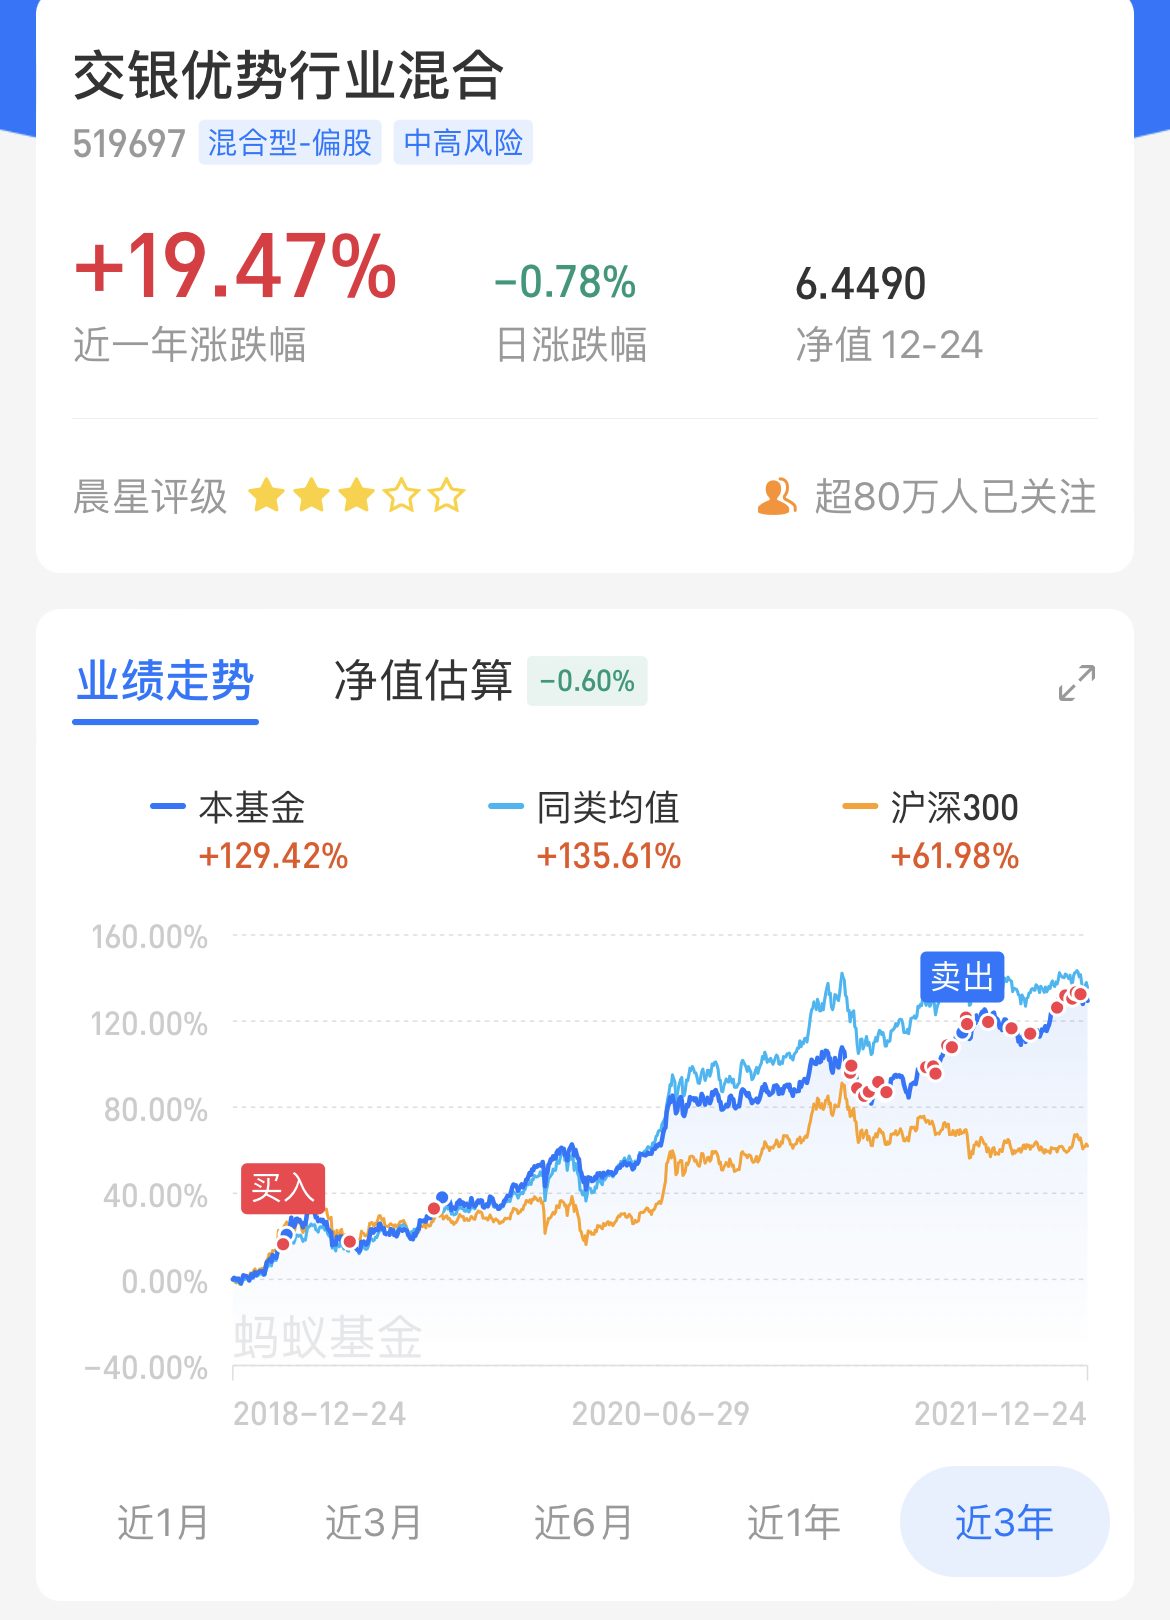 交银优势行业混合
519697 混合型-偏股 中高风险
+19.47% -0.78% 6.4490
近一年涨跌幅 日涨跌幅 净值 12-24
晨星评级 超80万人已关注
业绩走势 净值估算 -0.60%
本基金 同类均值 沪深300
+129.42% +135.61% +61.98%
160.00%
卖出
120.00%
80.00%
买入
40.00%
0.00%
蚂蚁基金
-40.00%
2018-12-24 2020-06-29 2021-12-24
近1月 近3月 近6月 近1年 近3年